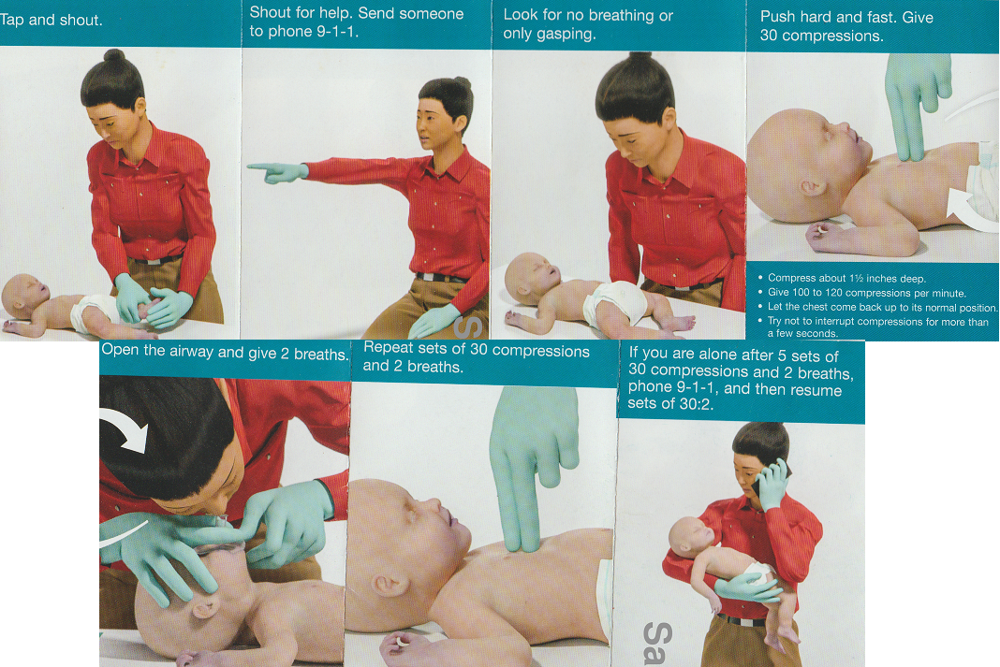 Tap and shout.
Shout for help. Send someone
to phone 9-1-1.
Look for no breathing or
only gasping.
Push hard and fast. Give
30 compressions.
• Compress about 1½ inches deep.
• Give 100 to 120 compressions per minute.
• Let the chest come back up to its normal position.
• Try not to interrupt compressions for more than
a few seconds.
S
Open the airway and give 2 breaths.
Repeat sets of 30 compressions
and 2 breaths.
If you are alone after 5 sets of
30 compressions and 2 breaths,
phone 9-1-1, and then resume
sets of 30:2.
Sa